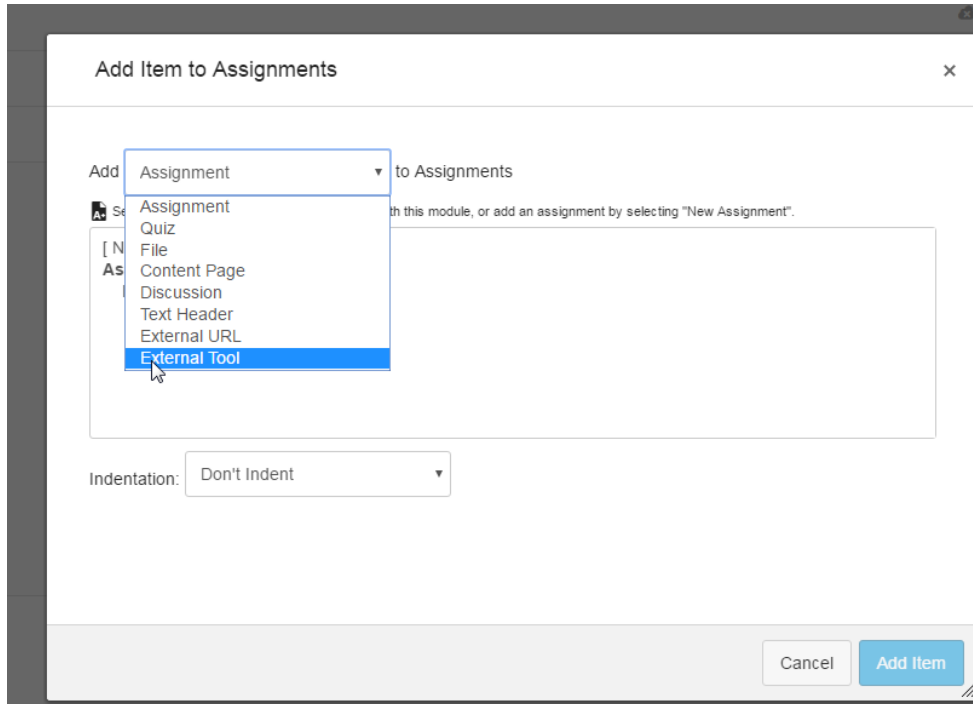 Add Item to Assignments
×
Add Assignment to Assignments
Assignment
Quiz
File
Content Page
Discussion
Text Header
External URL
External Tool
th this module, or add an assignment by selecting "New Assignment".
[ N
As
Indentation: Don't Indent
Cancel Add Item